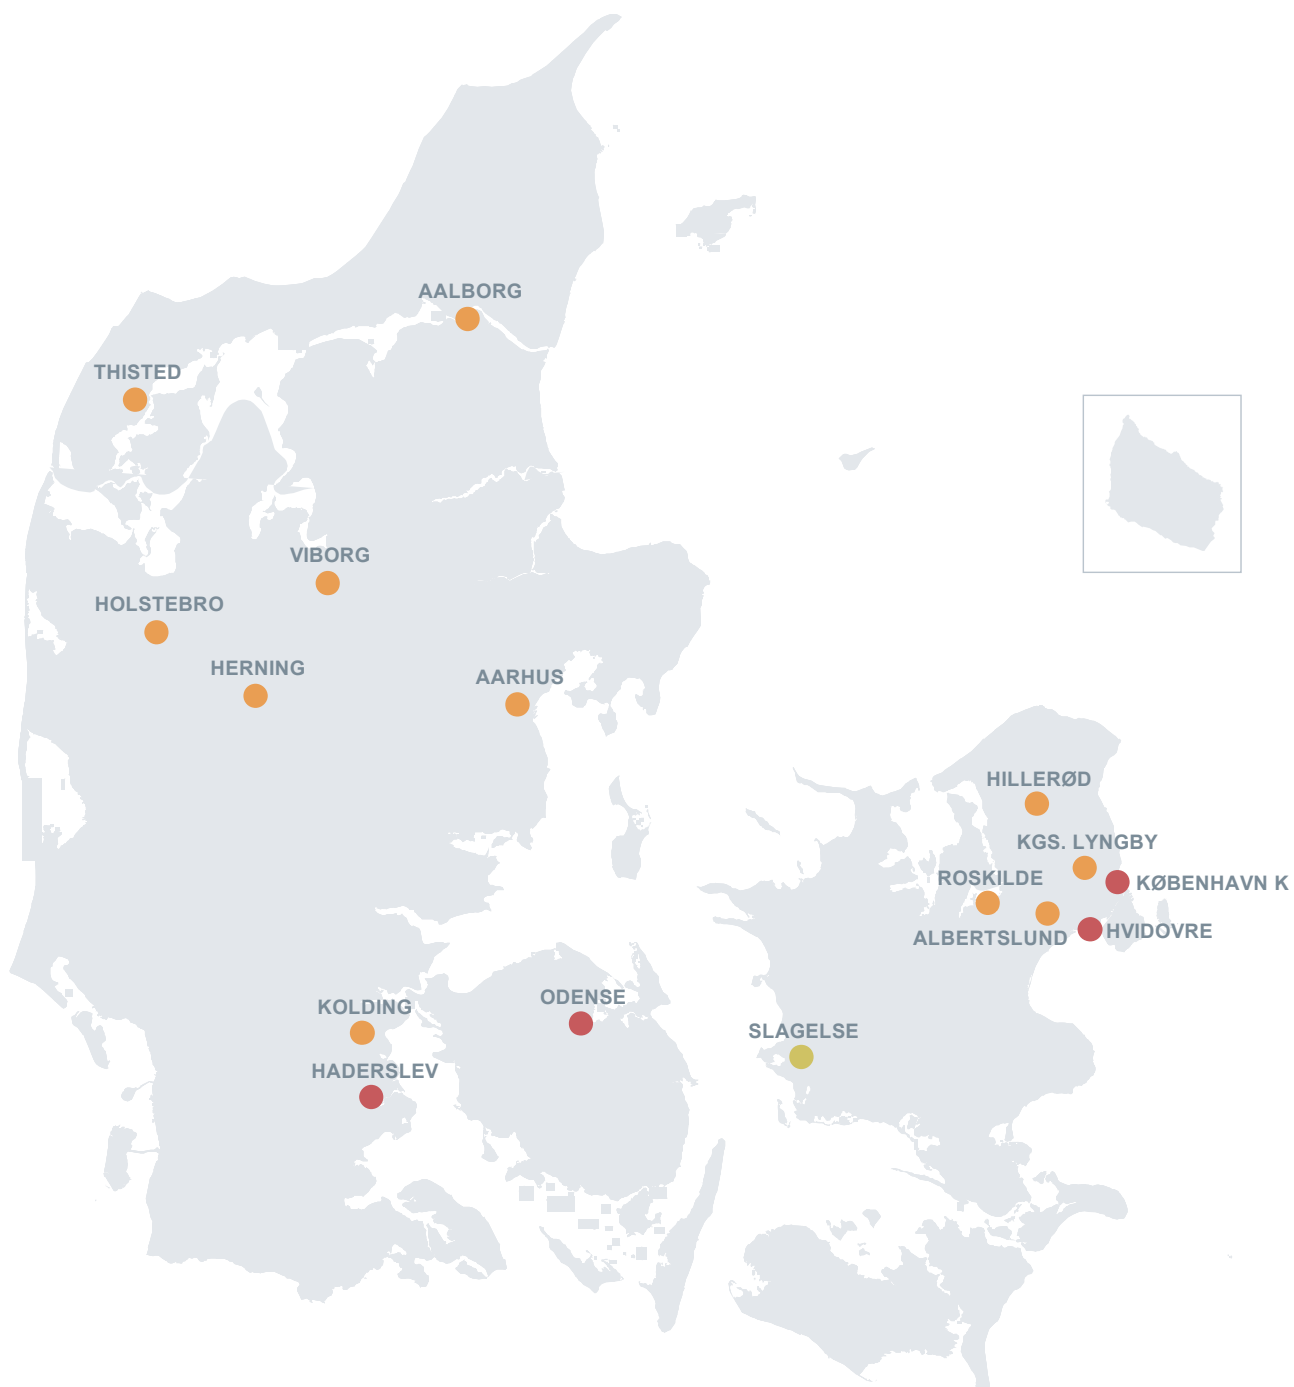 AALBORG
THISTED
VIBORG
HOLSTEBRO
HERNING
AARHUS
HILLERØD
KGS. LYNGBY
ROSKILDE
KØBENHAVN K
ALBERTSLUND
HVIDOVRE
KOLDING
ODENSE
SLAGELSE
HADERSLEV